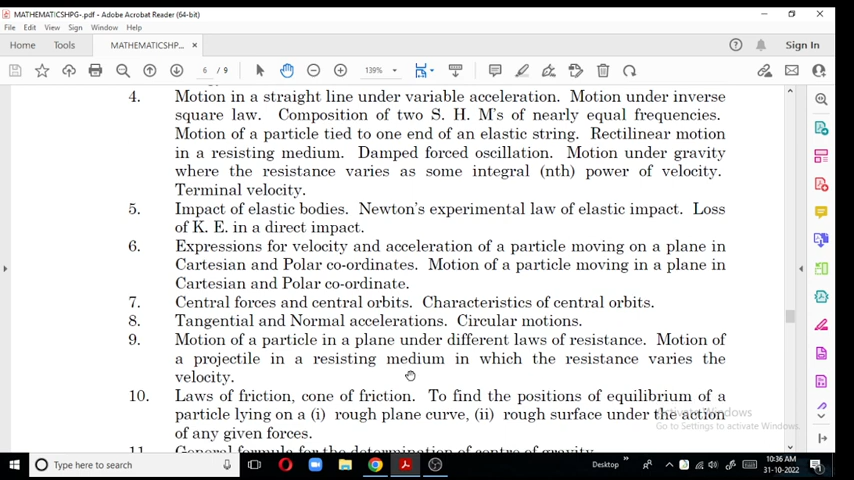 MATHEMATICSHPG-.pdf - Adobe Acrobat Reader (64-bit)
File Edit View Sign Window Help
Home Tools MATHEMATICSHP... × Sign In
6 / 9 139%
4. Motion in a straight line under variable acceleration. Motion under inverse
square law. Composition of two S. H. M's of nearly equal frequencies.
Motion of a particle tied to one end of an elastic string. Rectilinear motion
in a resisting medium. Damped forced oscillation. Motion under gravity
where the resistance varies as some integral (nth) power of velocity.
Terminal velocity.
5. Impact of elastic bodies. Newton's experimental law of elastic impact. Loss
of K. E. in a direct impact.
6. Expressions for velocity and acceleration of a particle moving on a plane in
Cartesian and Polar co-ordinates. Motion of a particle moving in a plane in
Cartesian and Polar co-ordinate.
7. Central forces and central orbits. Characteristics of central orbits.
8. Tangential and Normal accelerations. Circular motions.
9. Motion of a particle in a plane under different laws of resistance. Motion of
a projectile in a resisting medium in which the resistance varies the
velocity.
10. Laws of friction, cone of friction. To find the positions of equilibrium of a
particle lying on a (i) rough plane curve, (ii) rough surface under the action
of any given forces.
Activate Windows
Go to Settings to activate Windows.
11. General formula for the determination of centre of gravity.
Type here to search Desktop 10:36 AM
31-10-2022